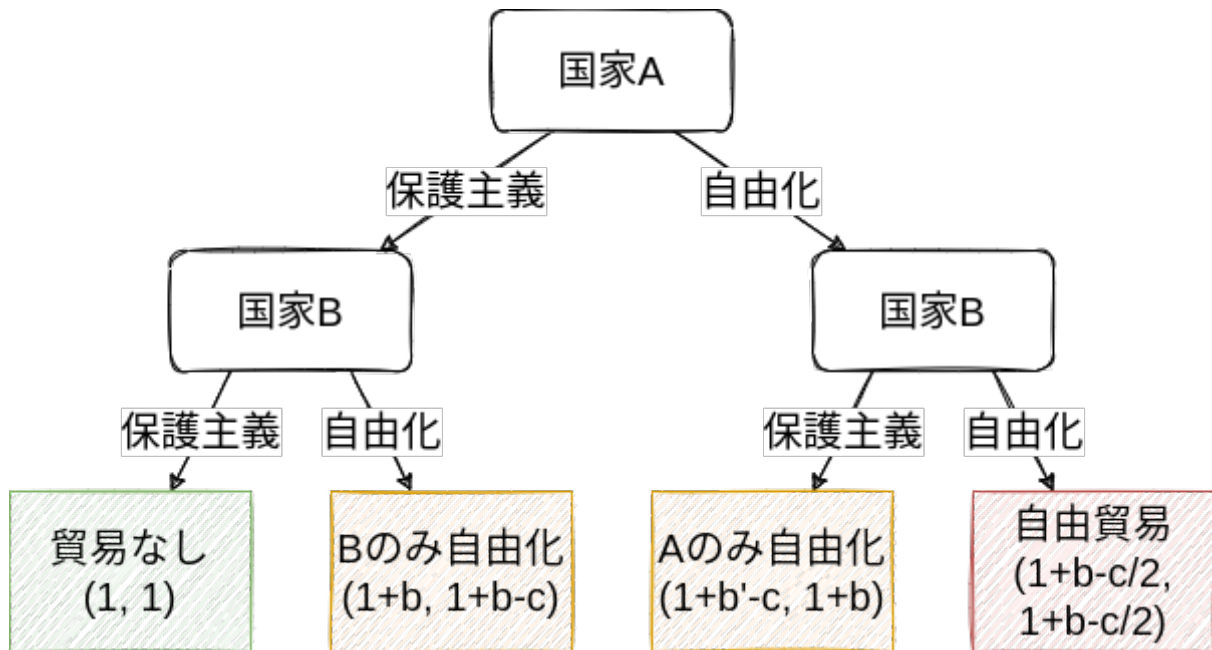 国家A
保護主義
自由化
国家B
国家B
保護主義
自由化
保護主義
自由化
貿易なし
(1, 1)
Bのみ自由化
(1+b, 1+b-c)
Aのみ自由化
(1+b'-c, 1+b)
自由貿易
(1+b-c/2,
1+b-c/2)